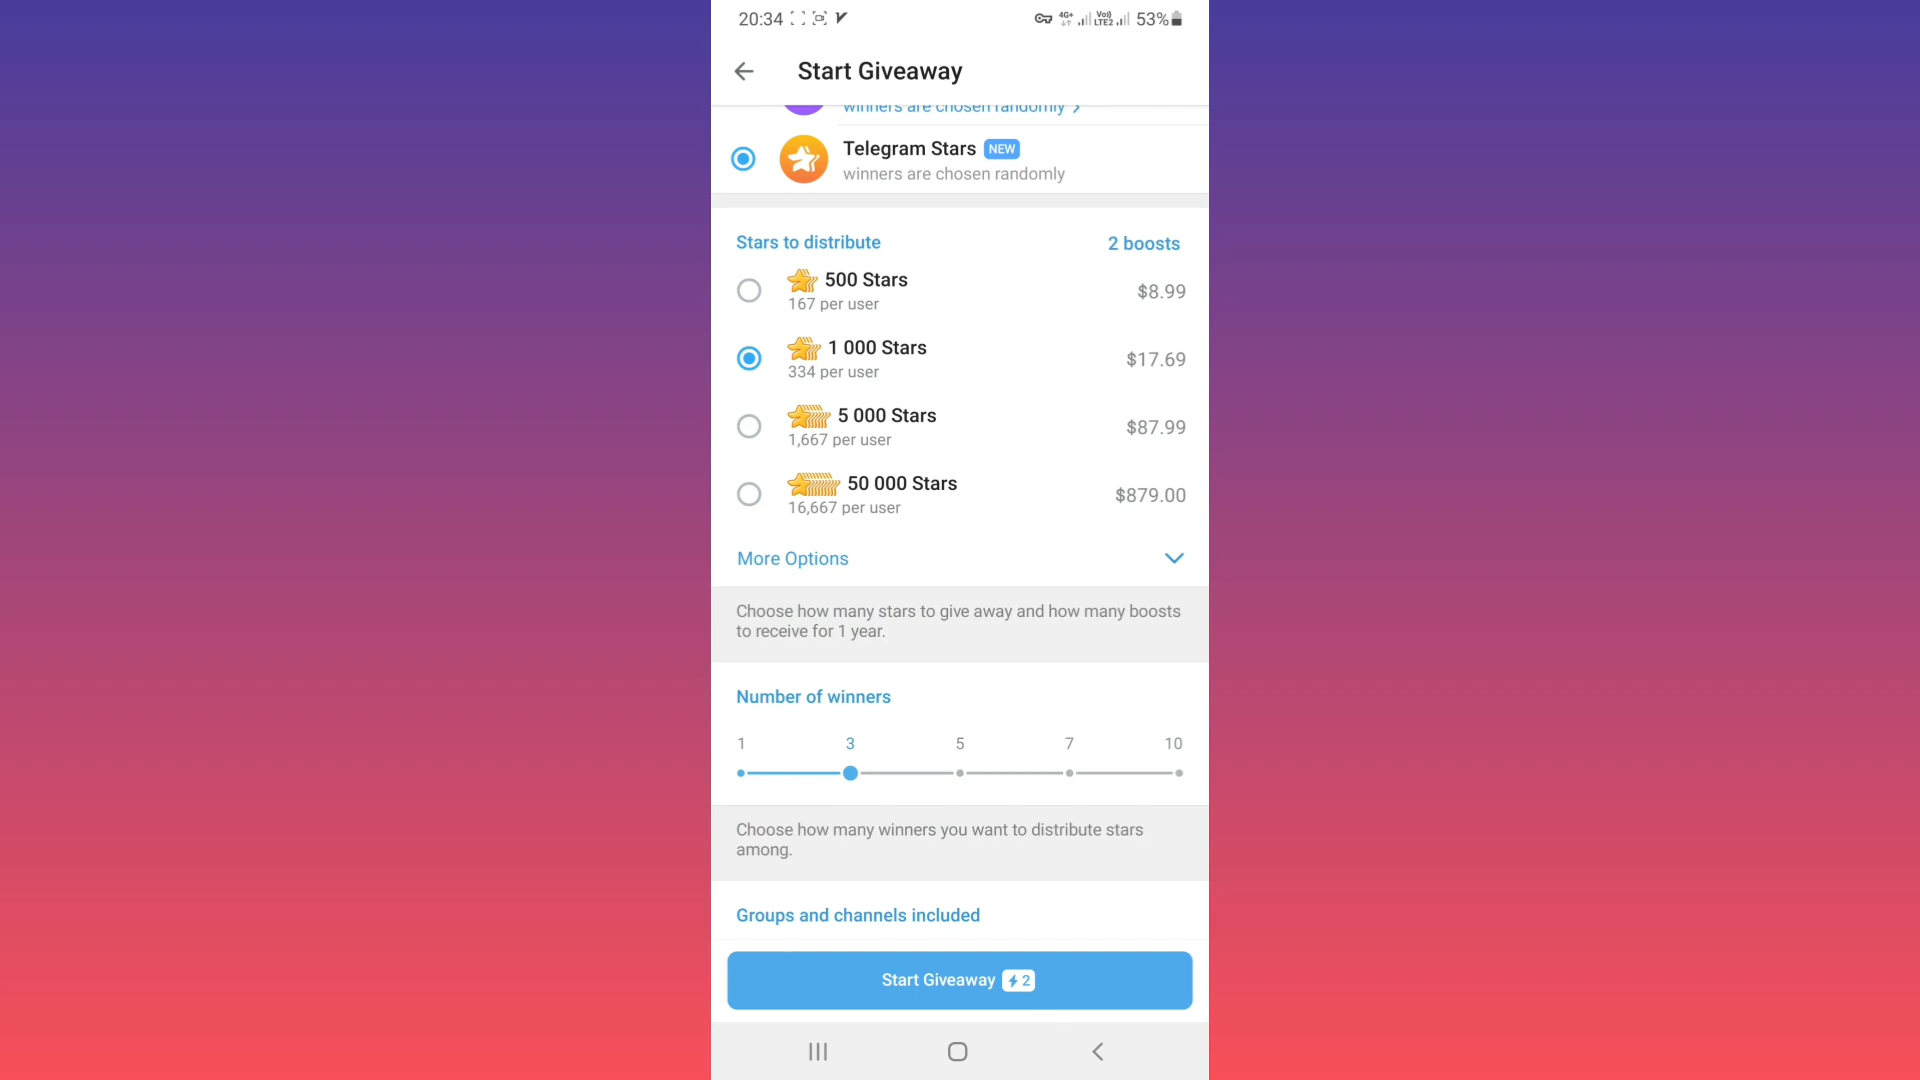 20:34 4G+ Vo)) LTE2 53%
Start Giveaway
winners are chosen randomly
Telegram Stars NEW
winners are chosen randomly
Stars to distribute 2 boosts
500 Stars
167 per user $8.99
1 000 Stars
334 per user $17.69
5 000 Stars
1,667 per user $87.99
50 000 Stars
16,667 per user $879.00
More Options
Choose how many stars to give away and how many boosts
to receive for 1 year.
Number of winners
1 3 5 7 10
Choose how many winners you want to distribute stars
among.
Groups and channels included
Start Giveaway 2